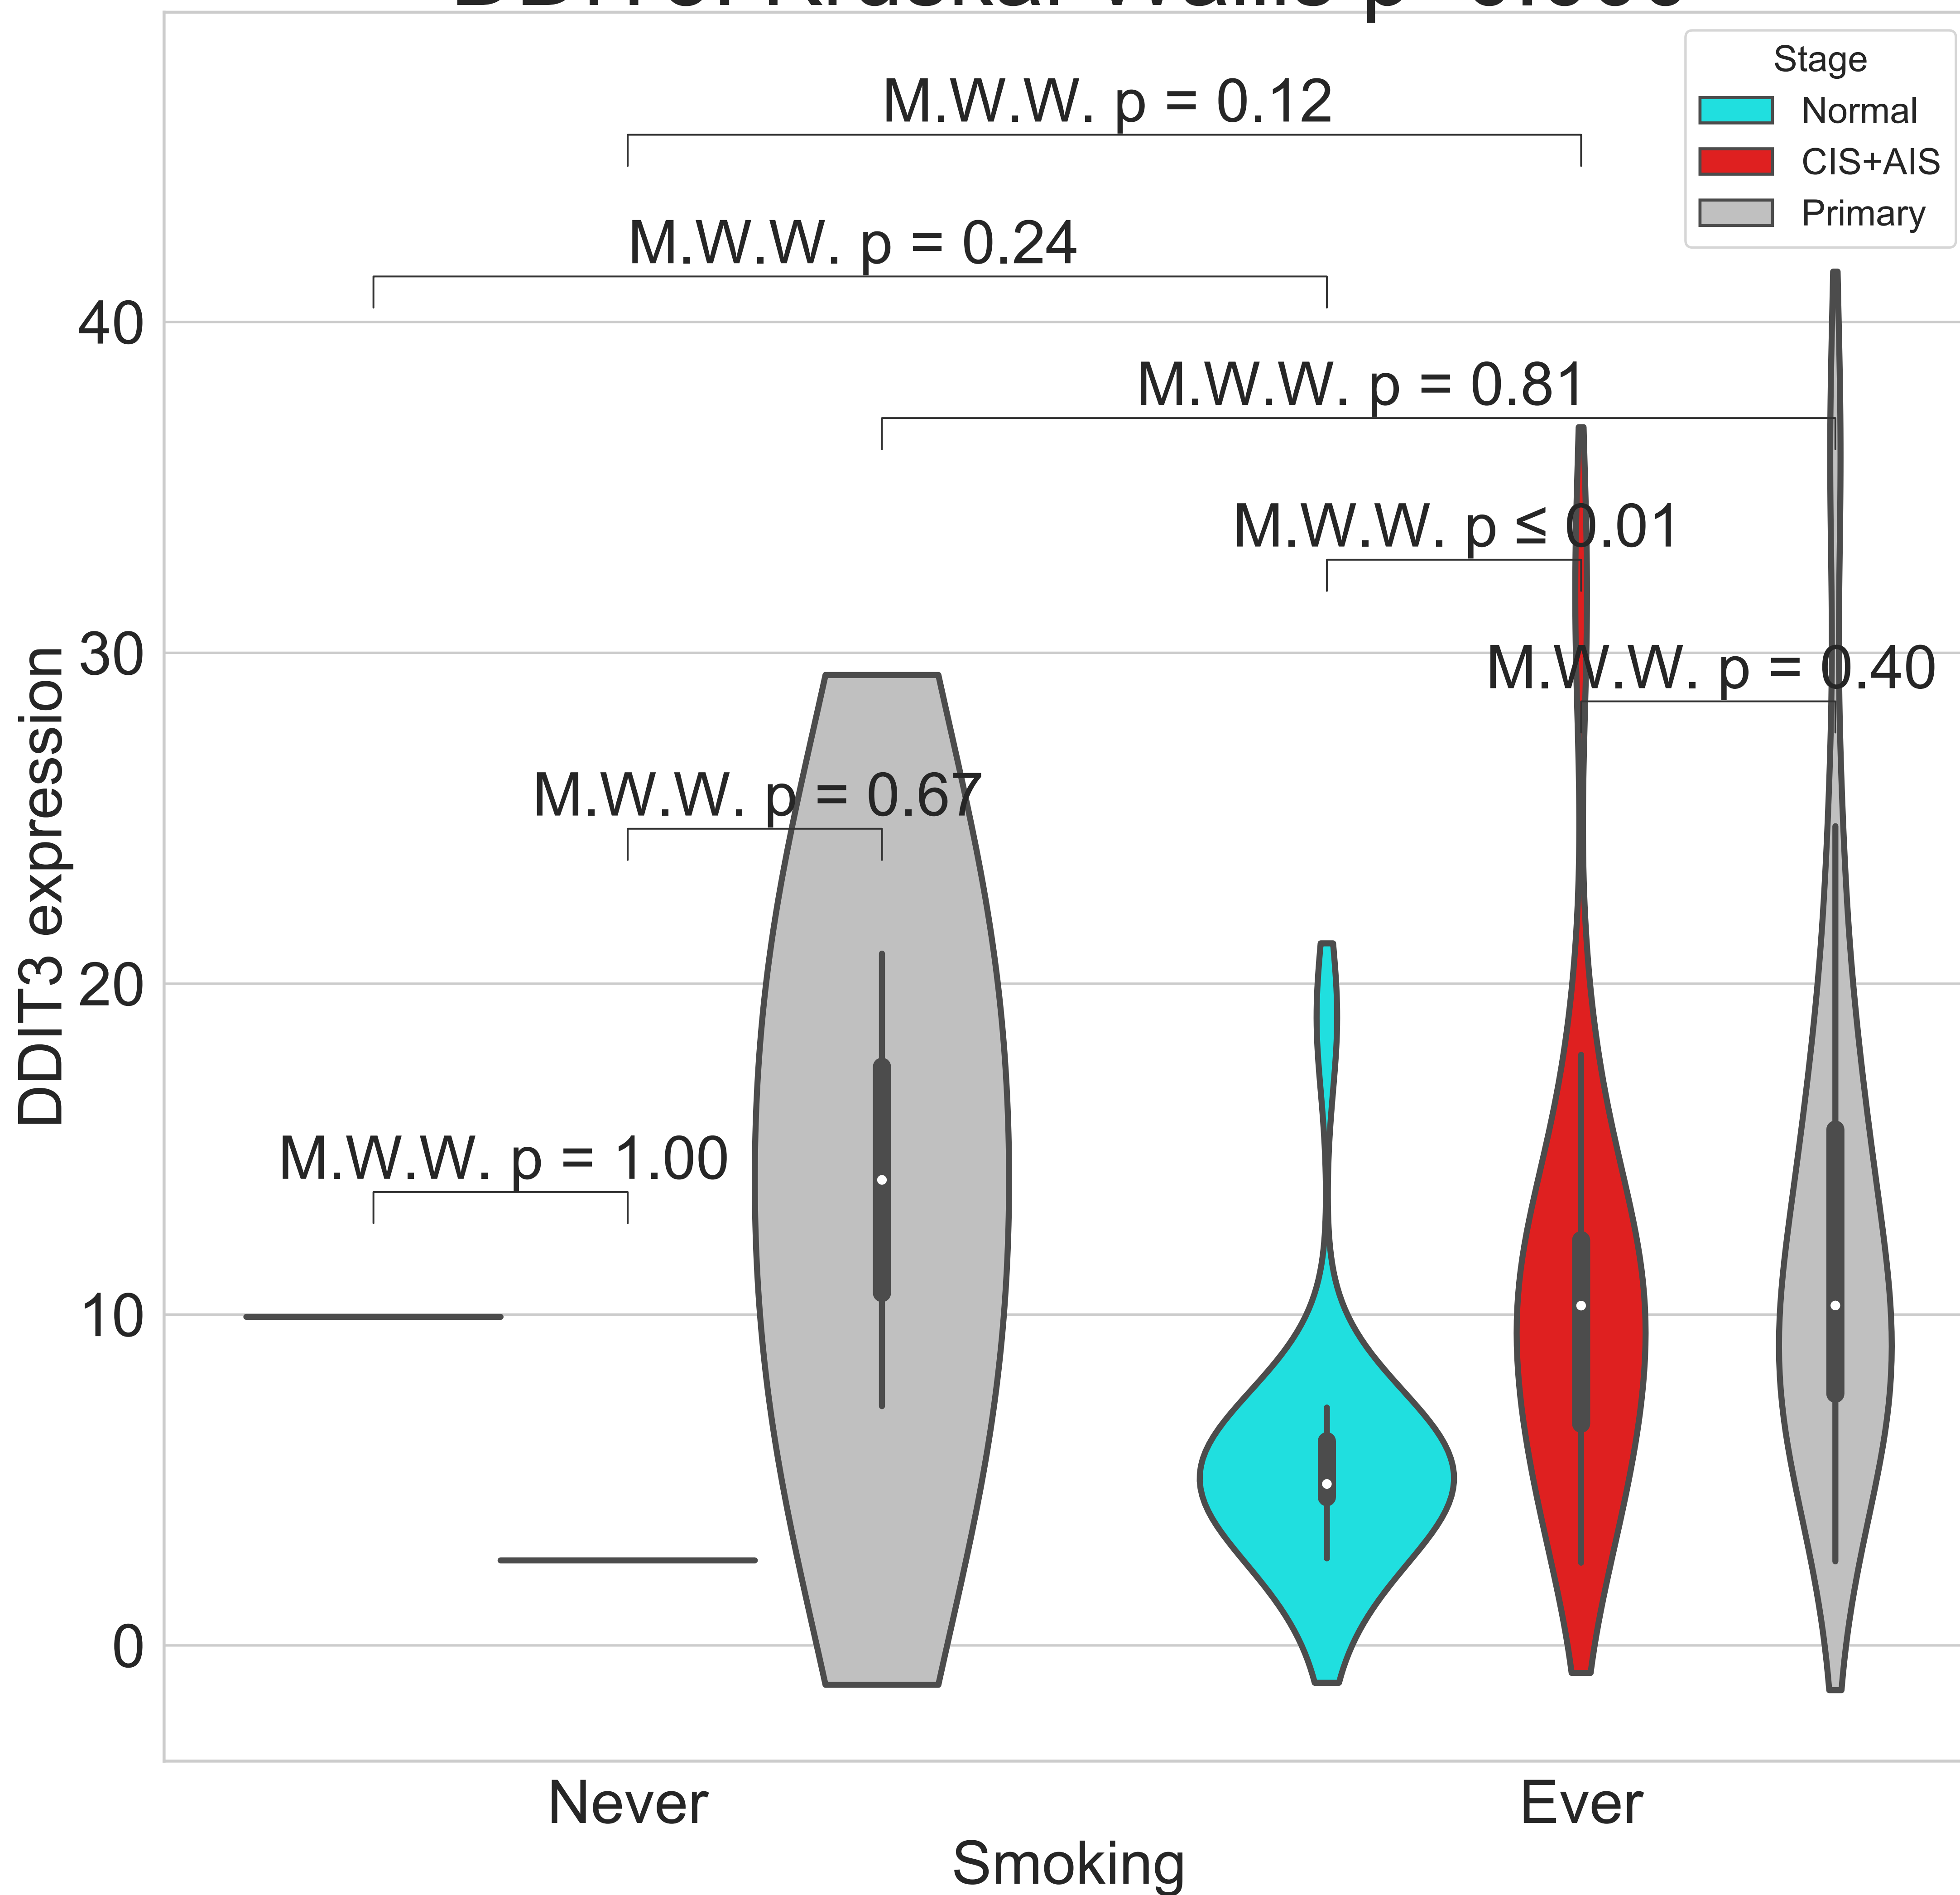 Stage
Normal
CIS+AIS
Primary
M.W.W. p = 0.12
M.W.W. p = 0.24
M.W.W. p = 0.81
M.W.W. p ≤ 0.01
M.W.W. p = 0.40
M.W.W. p = 0.67
M.W.W. p = 1.00
40
30
20
10
0
DDIT3 expression
Never
Ever
Smoking